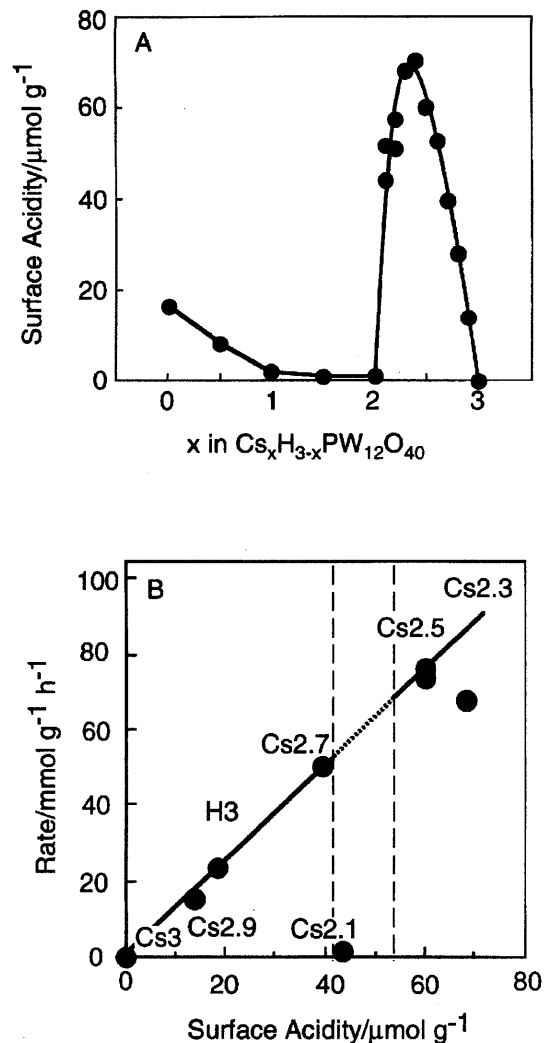 A
Surface Acidity/μmol g⁻¹
80
60
40
20
0
0 1 2 3
x in CsₓH₃₋ₓPW₁₂O₄₀
B
Rate/mmol g⁻¹ h⁻¹
100
80
60
40
20
0
Cs2.3
Cs2.5
Cs2.7
H3
Cs3
Cs2.9
Cs2.1
0 20 40 60 80
Surface Acidity/μmol g⁻¹